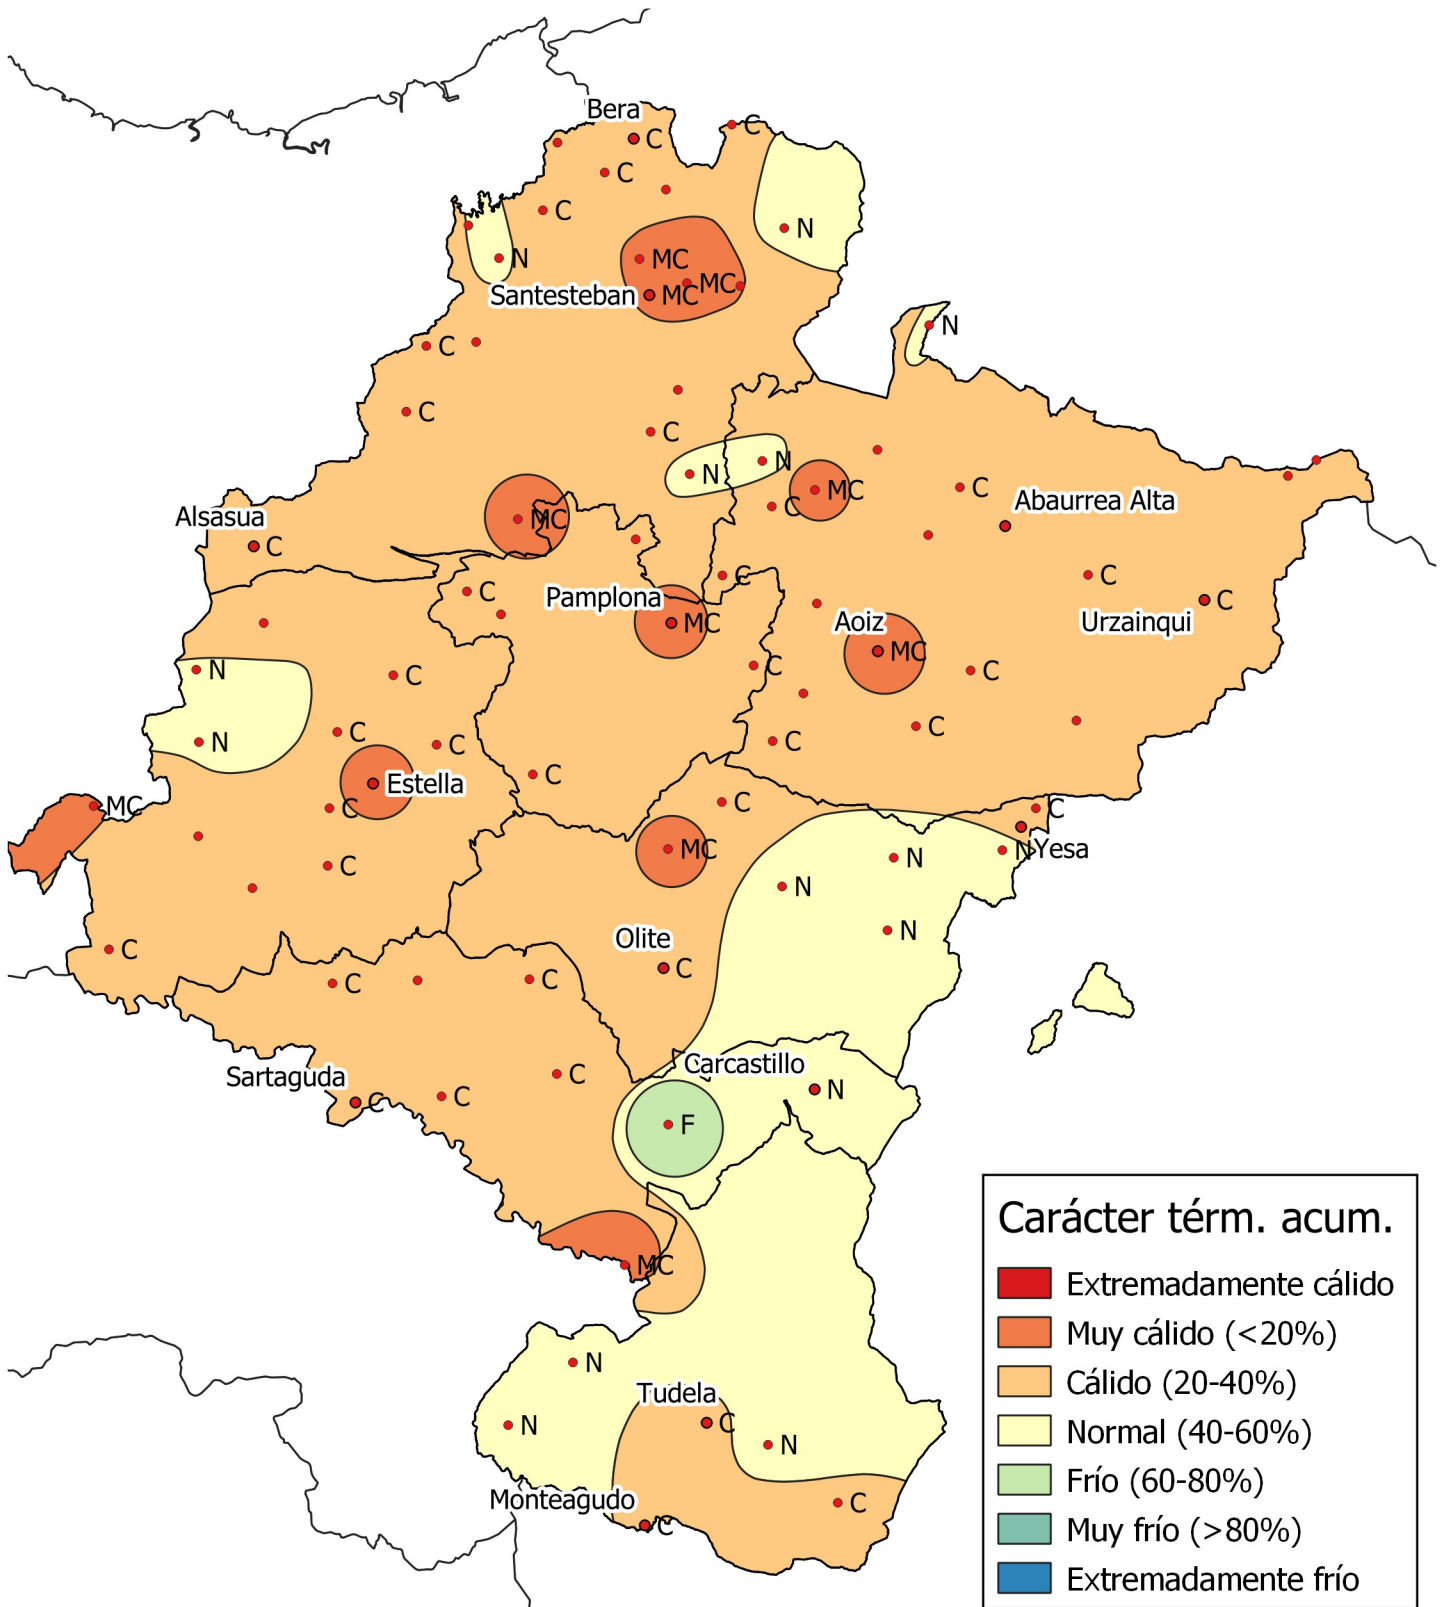 Bera
C
C
C
C
N
N
MC
MC
Santesteban
MC
N
C
C
C
N
N
MC
C
C
Abaurrea Alta
MC
Alsasua
C
C
C
Urzainqui
C
C
Pamplona
MC
Aoiz
MC
N
C
C
C
C
N
C
C
C
Estella
C
MC
C
C
C
MC
N
N
Yesa
C
N
N
C
Olite
C
C
C
Carcastillo
N
Sartaguda
C
C
C
F
MC
N
Tudela
C
N
N
Monteagudo
C
C
Carácter térm. acum.
Extremadamente cálido
Muy cálido (<20%)
Cálido (20-40%)
Normal (40-60%)
Frío (60-80%)
Muy frío (>80%)
Extremadamente frío